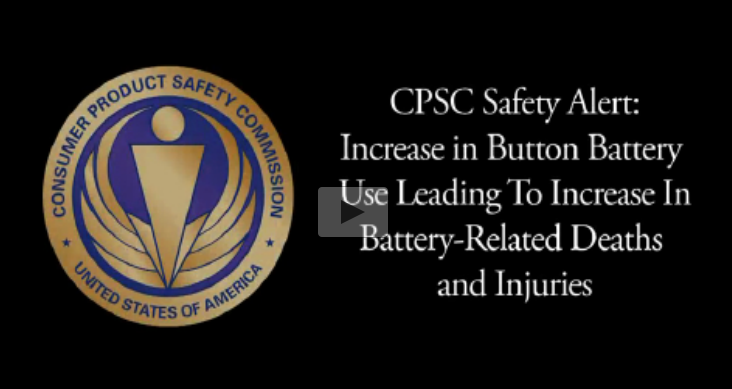 CONSUMER PRODUCT SAFETY COMMISSION
UNITED STATES OF AMERICA
CPSC Safety Alert:
Increase in Button Battery
Use Leading To Increase In
Battery-Related Deaths
and Injuries